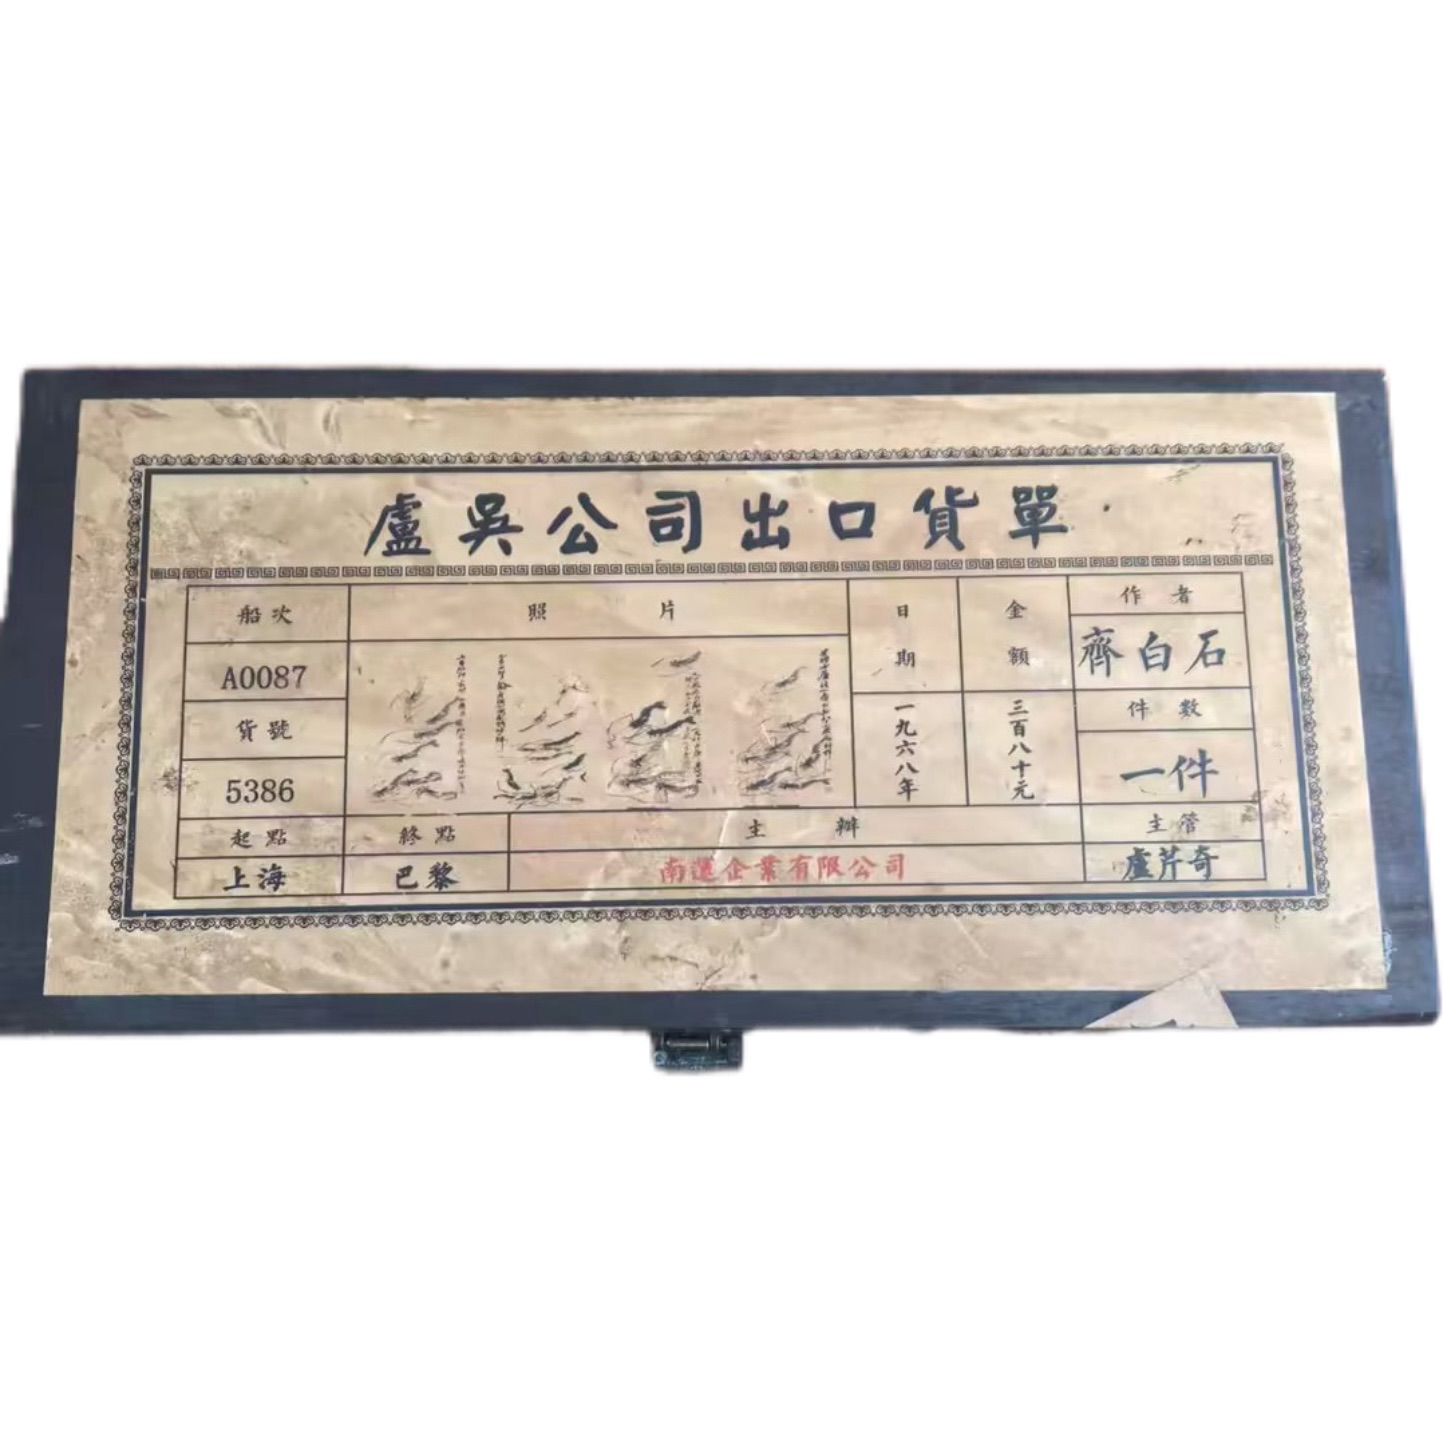 盧吳公司出口貨單
船次 照片 日期 金額 作者
A0087 齊白石
貨號 一九六八年 三百八十元 件數
5386 一件
起點 終點 主辦 主管
上海 巴黎 南運企業有限公司 盧芹奇